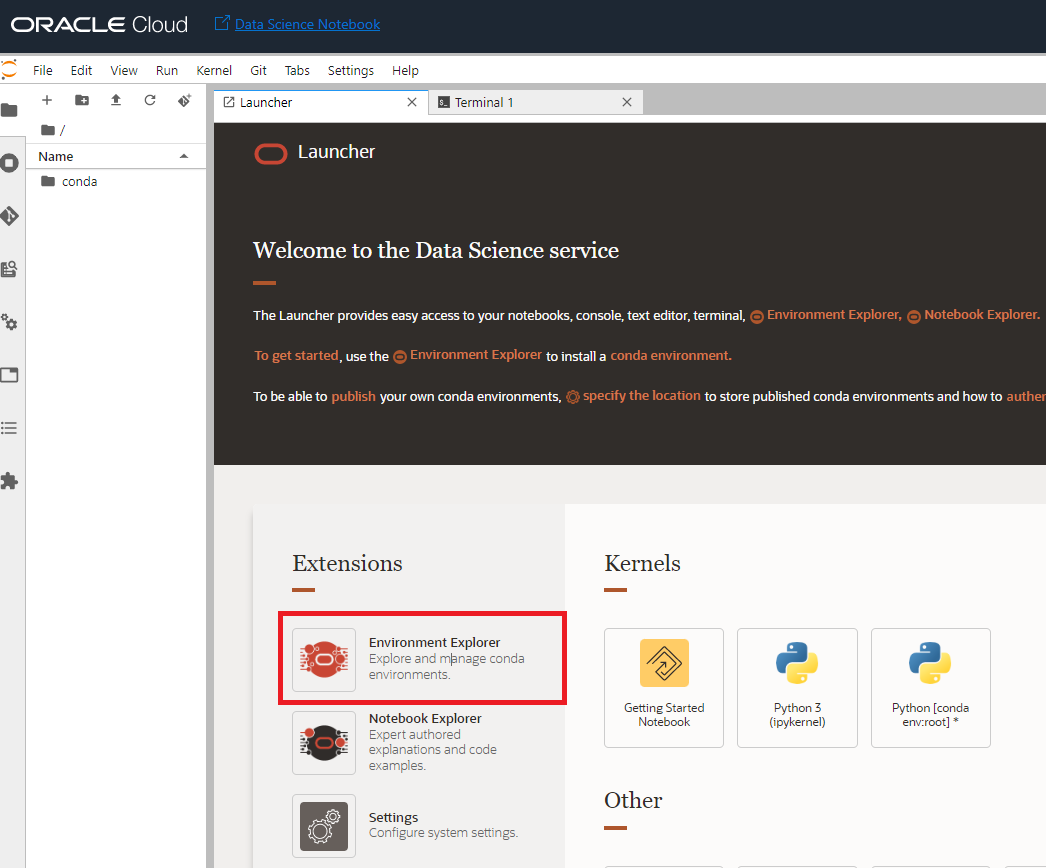 ORACLE Cloud
Data Science Notebook
File Edit View Run Kernel Git Tabs Settings Help
Launcher
Terminal 1
/
Name
conda
Launcher
Welcome to the Data Science service
The Launcher provides easy access to your notebooks, console, text editor, terminal, Environment Explorer, Notebook Explorer.
To get started, use the Environment Explorer to install a conda environment.
To be able to publish your own conda environments, specify the location to store published conda environments and how to authen
Extensions
Environment Explorer
Explore and manage conda
environments.
Notebook Explorer
Expert authored
explanations and code
examples.
Settings
Configure system settings.
Kernels
Getting Started
Notebook
Python 3
(ipykernel)
Python [conda
env:root] *
Other